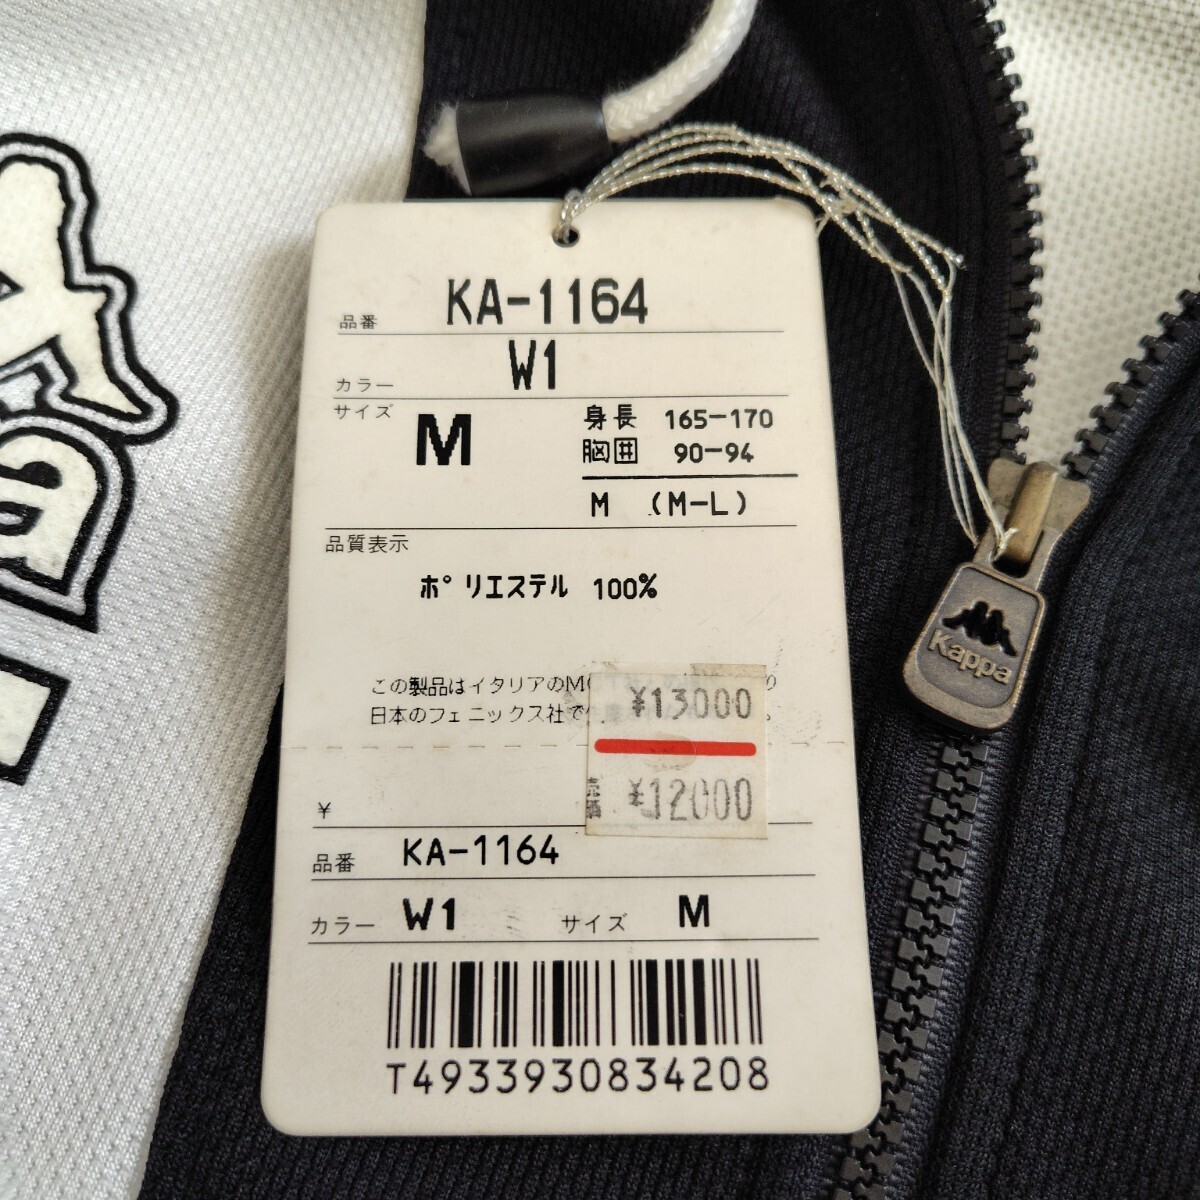 品番 KA-1164
カラー W1
サイズ M 身長 165-170
胸囲 90-94
M (M-L)
品質表示
ポリエステル 100%
この製品はイタリアのM
日本のフェニックス社で
¥13000
売価 ¥12000
¥
品番 KA-1164
カラー W1 サイズ M
T4933930834208
Kappa